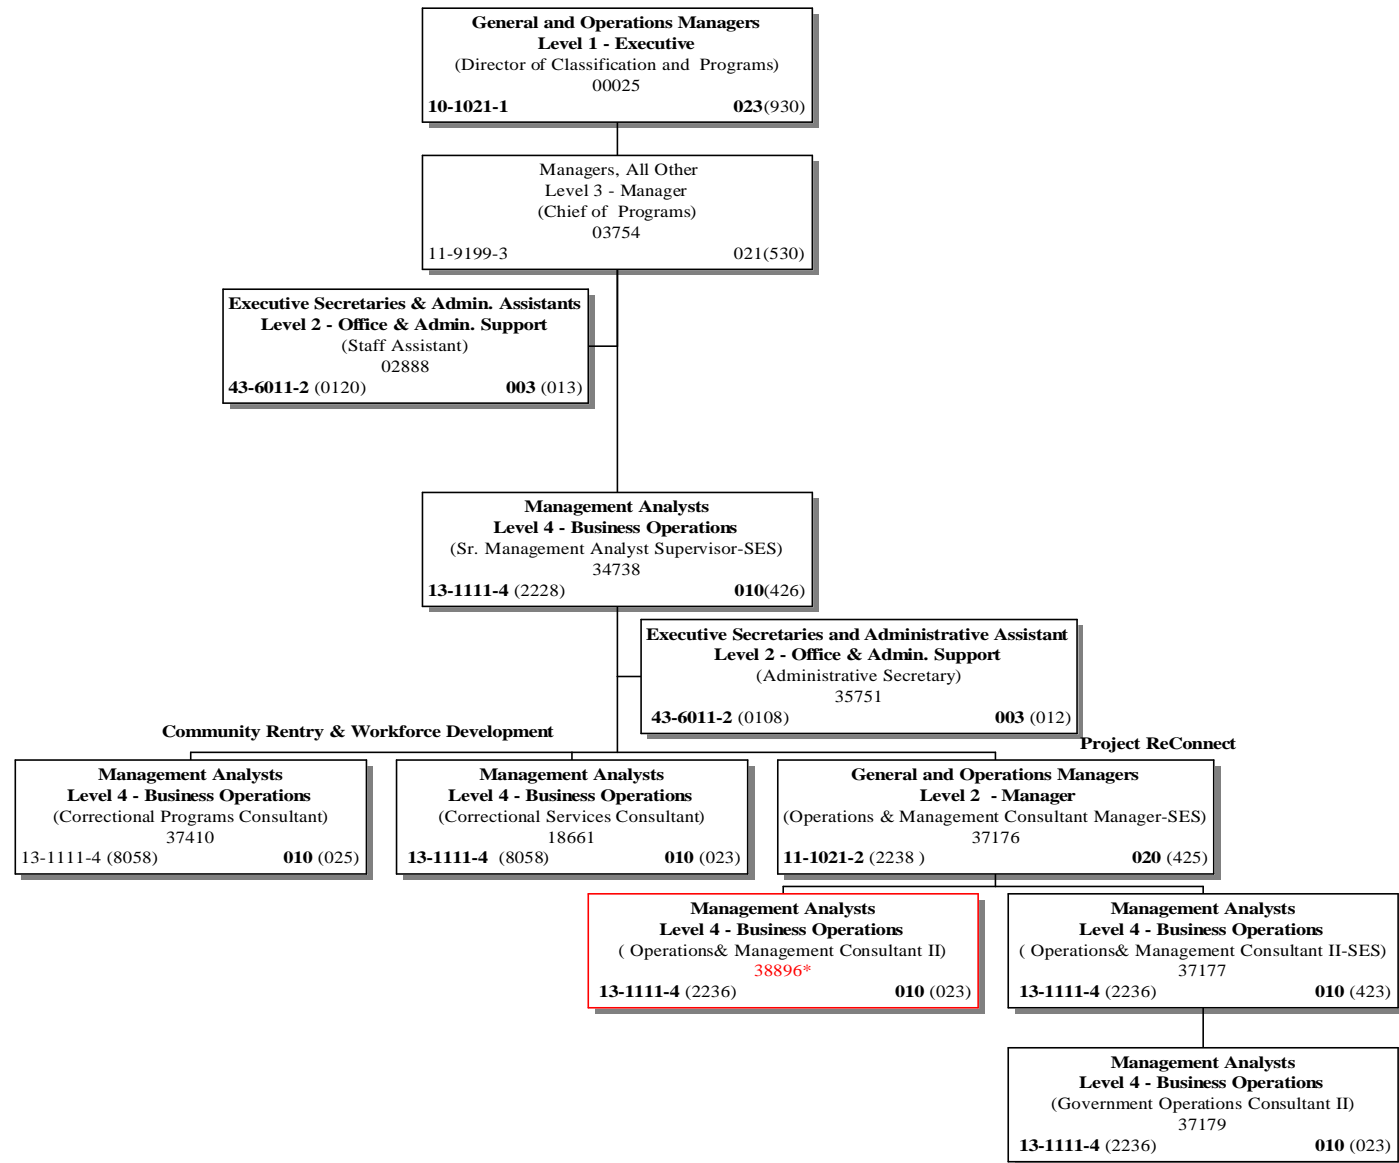 General and Operations Managers
Level 1 - Executive
(Director of Classification and Programs)
00025
10-1021-1 023(930)
Managers, All Other
Level 3 - Manager
(Chief of Programs)
03754
11-9199-3 021(530)
Executive Secretaries & Admin. Assistants
Level 2 - Office & Admin. Support
(Staff Assistant)
02888
43-6011-2 (0120) 003 (013)
Management Analysts
Level 4 - Business Operations
(Sr. Management Analyst Supervisor-SES)
34738
13-1111-4 (2228) 010(426)
Executive Secretaries and Administrative Assistant
Level 2 - Office & Admin. Support
(Administrative Secretary)
35751
43-6011-2 (0108) 003 (012)
Community Rentry & Workforce Development
Project ReConnect
Management Analysts
Level 4 - Business Operations
(Correctional Programs Consultant)
37410
13-1111-4 (8058) 010 (025)
Management Analysts
Level 4 - Business Operations
(Correctional Services Consultant)
18661
13-1111-4 (8058) 010 (023)
General and Operations Managers
Level 2 - Manager
(Operations & Management Consultant Manager-SES)
37176
11-1021-2 (2238 ) 020 (425)
Management Analysts
Level 4 - Business Operations
( Operations& Management Consultant II)
38896*
13-1111-4 (2236) 010 (023)
Management Analysts
Level 4 - Business Operations
( Operations& Management Consultant II-SES)
37177
13-1111-4 (2236) 010 (423)
Management Analysts
Level 4 - Business Operations
(Government Operations Consultant II)
37179
13-1111-4 (2236) 010 (023)